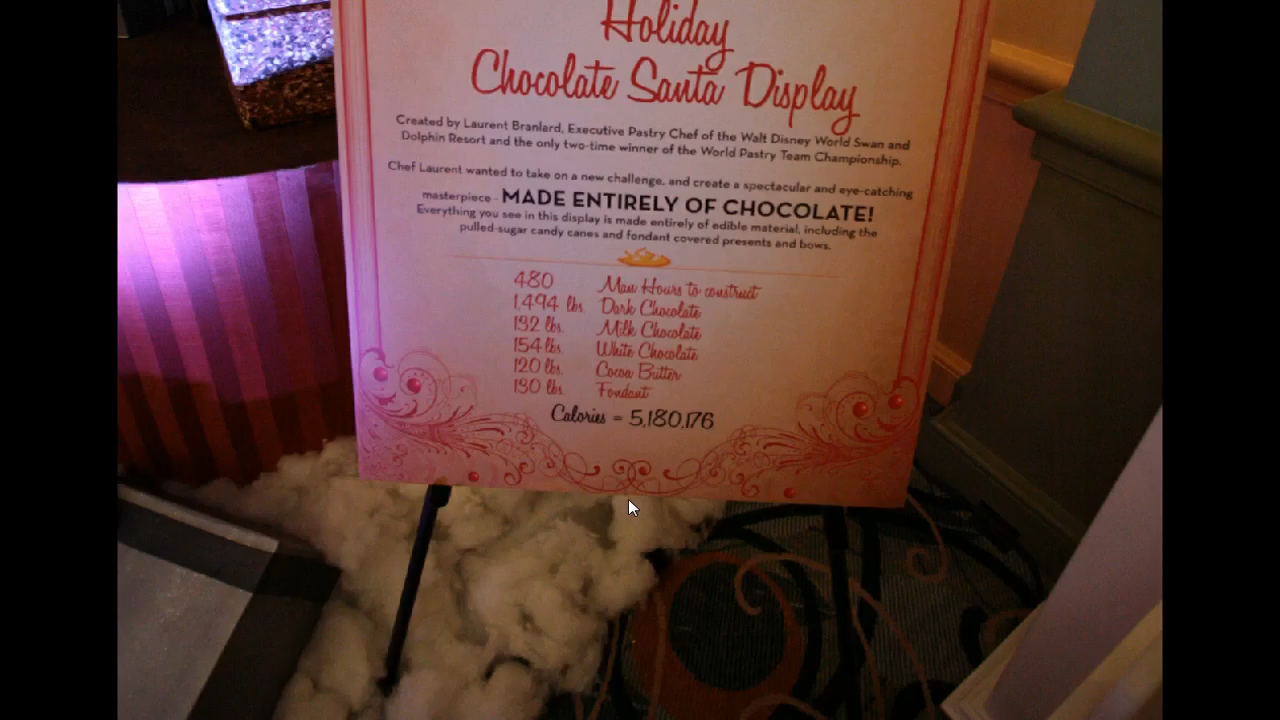 Holiday
Chocolate Santa Display
Created by Laurent Branlard, Executive Pastry Chef of the Walt Disney World Swan and
Dolphin Resort and the only two-time winner of the World Pastry Team Championship.
Chef Laurent wanted to take on a new challenge, and create a spectacular and eye-catching
masterpiece - MADE ENTIRELY OF CHOCOLATE!
Everything you see in this display is made entirely of edible material, including the
pulled-sugar candy canes and fondant covered presents and bows.
480 Man Hours to construct
1,494 lbs. Dark Chocolate
132 lbs. Milk Chocolate
154 lbs. White Chocolate
120 lbs. Cocoa Butter
130 lbs. Fondant
Calories = 5,180,176